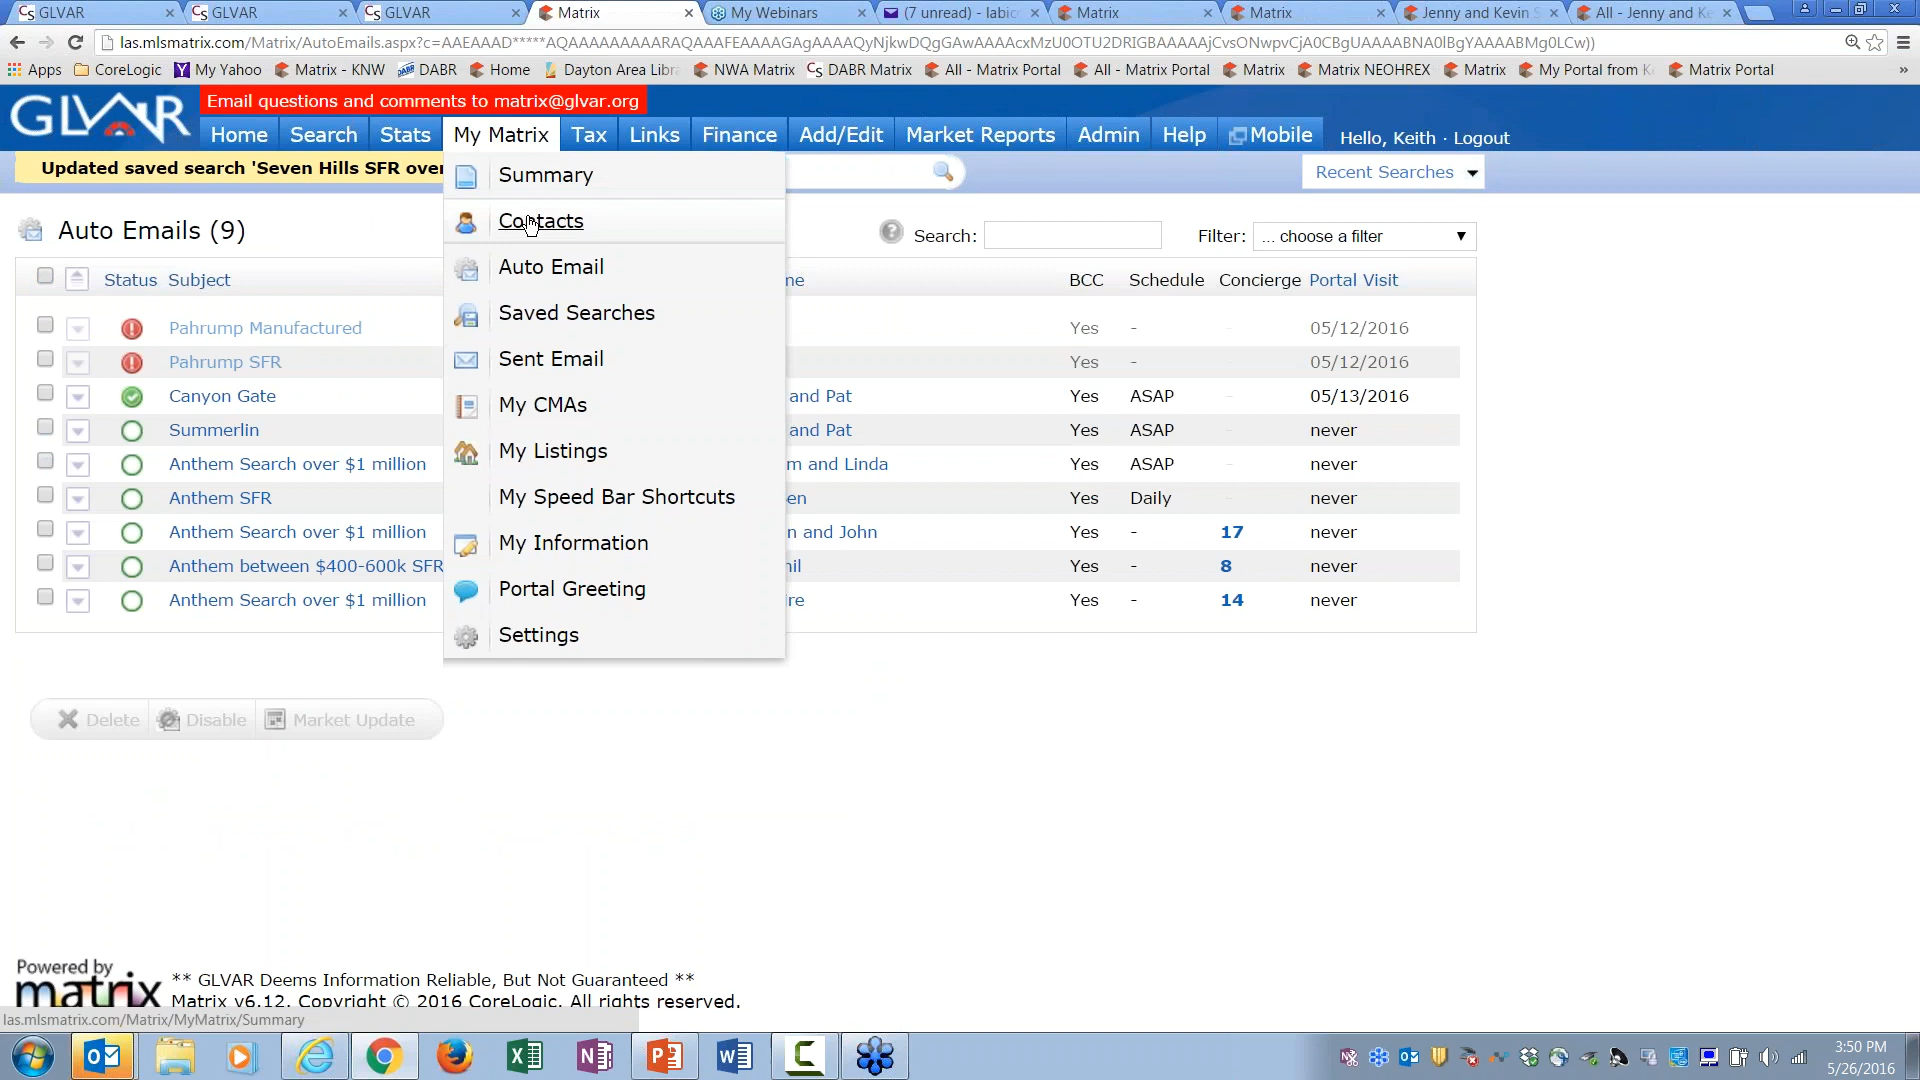 GLVAR
GLVAR
GLVAR
Matrix
My Webinars
(7 unread) - labic
Matrix
Matrix
Jenny and Kevin S
All - Jenny and Ke
las.mlsmatrix.com/Matrix/AutoEmails.aspx?c=AAEAAAD*****AQAAAAAAAAARAQAAAFEAAAAGAgAAAAQyNjkwDQgGAwAAAAcxMzU0OTU2DRIGBAAAAAjCvsONwpvCjA0CBgUAAAABNA0lBgYAAAABMg0LCw))
Apps CoreLogic My Yahoo Matrix - KNW DABR Home Dayton Area Libr NWA Matrix DABR Matrix All - Matrix Portal All - Matrix Portal Matrix Matrix NEOHREX Matrix My Portal from K Matrix Portal »
GLVAR
Email questions and comments to matrix@glvar.org
Home Search Stats My Matrix Tax Links Finance Add/Edit Market Reports Admin Help Mobile Hello, Keith · Logout
Updated saved search 'Seven Hills SFR over
Recent Searches
Summary
Contacts
Auto Email
Saved Searches
Sent Email
My CMAs
My Listings
My Speed Bar Shortcuts
My Information
Portal Greeting
Settings
Auto Emails (9)
Search:
Filter: ... choose a filter
Status Subject ne BCC Schedule Concierge Portal Visit
Pahrump Manufactured Yes - - 05/12/2016
Pahrump SFR Yes - - 05/12/2016
Canyon Gate and Pat Yes ASAP - 05/13/2016
Summerlin and Pat Yes ASAP - never
Anthem Search over $1 million m and Linda Yes ASAP - never
Anthem SFR en Yes Daily - never
Anthem Search over $1 million n and John Yes - 17 never
Anthem between $400-600k SFR nil Yes - 8 never
Anthem Search over $1 million ire Yes - 14 never
Delete Disable Market Update
Powered by
matrix
** GLVAR Deems Information Reliable, But Not Guaranteed **
Matrix v6.12. Copyright © 2016 CoreLogic. All rights reserved.
las.mlsmatrix.com/Matrix/MyMatrix/Summary
3:50 PM
5/26/2016